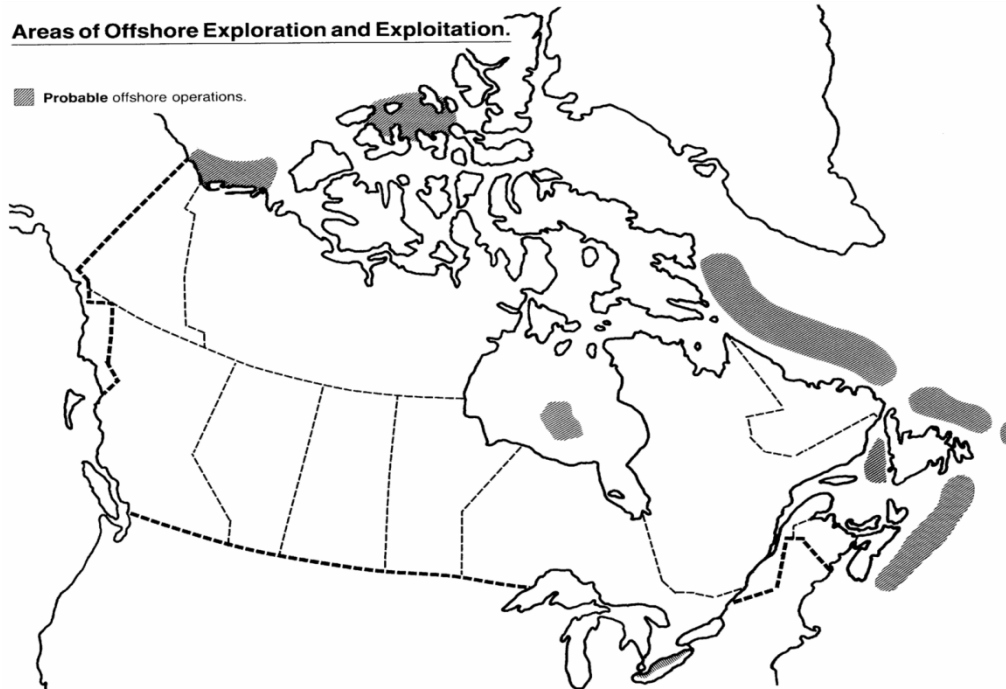 Areas of Offshore Exploration and Exploitation.
Probable offshore operations.